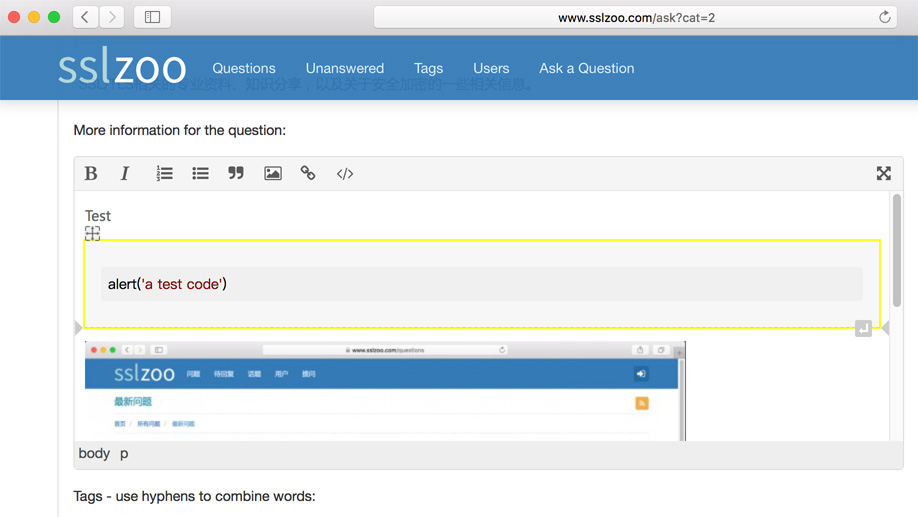 www.sslzoo.com/ask?cat=2
sslzoo Questions Unanswered Tags Users Ask a Question
SSL/TLS相关的专业资料、知识分享，以及关于安全加密的一些相关信息。
More information for the question:
B I
Test
alert('a test code')
www.sslzoo.com/questions
sslzoo 问题 待回复 话题 用户 提问
最新问题
首页 / 所有问题 / 最新问题
body p
Tags - use hyphens to combine words: